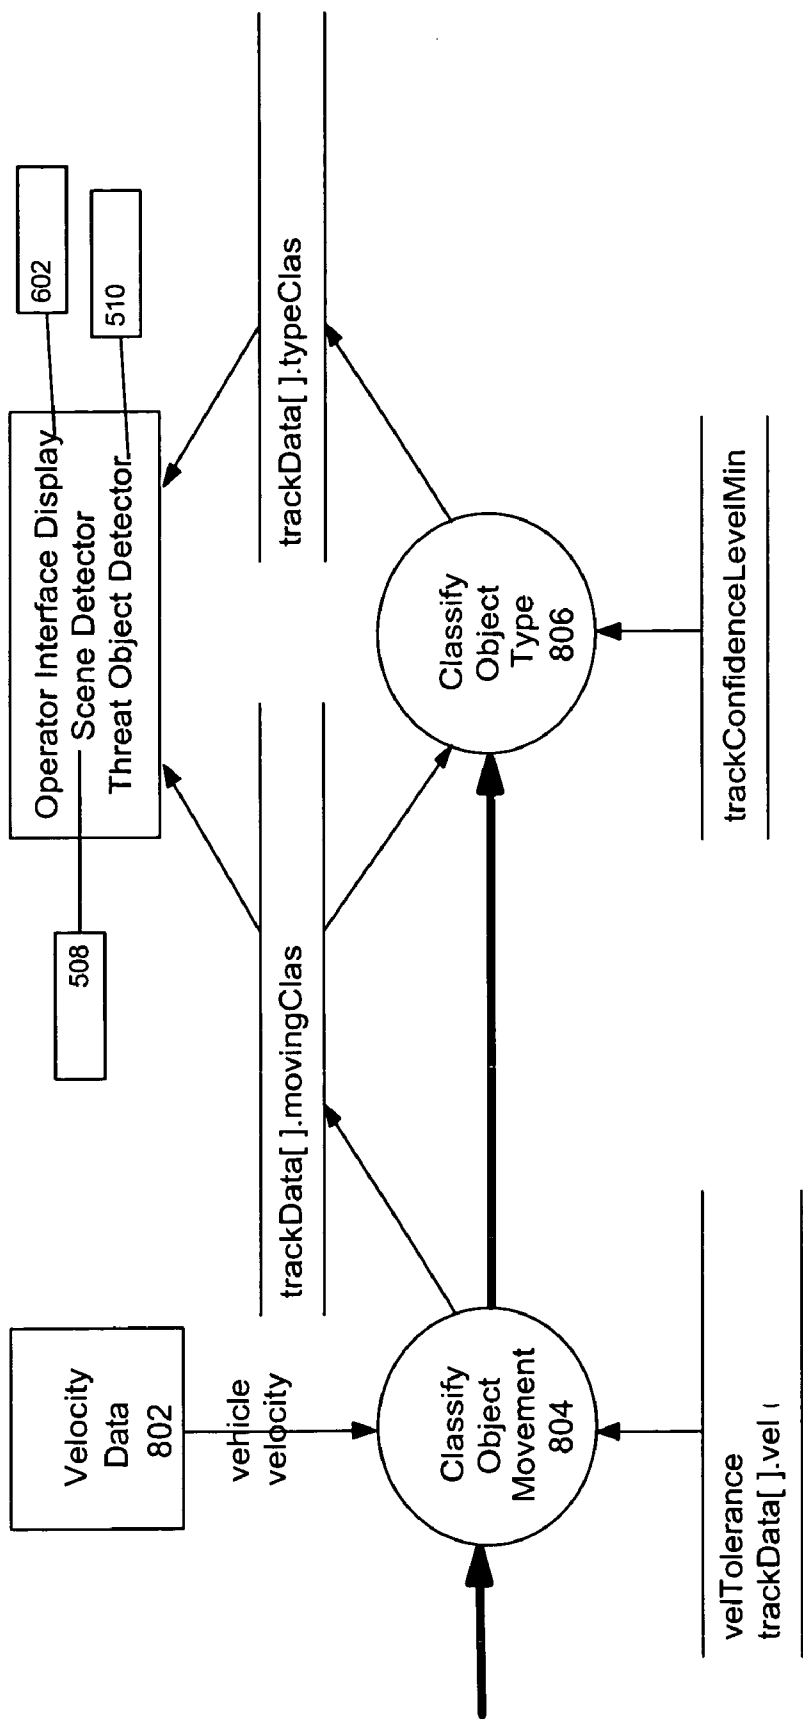 Velocity
Data
802
vehicle
velocity
Classify
Object
Movement
804
velTolerance
trackData[ ].vel
trackData[ ].movingClas
508
Operator Interface Display
Scene Detector
Threat Object Detector
602
510
trackData[ ].typeClas
Classify
Object
Type
806
trackConfidenceLevelMin